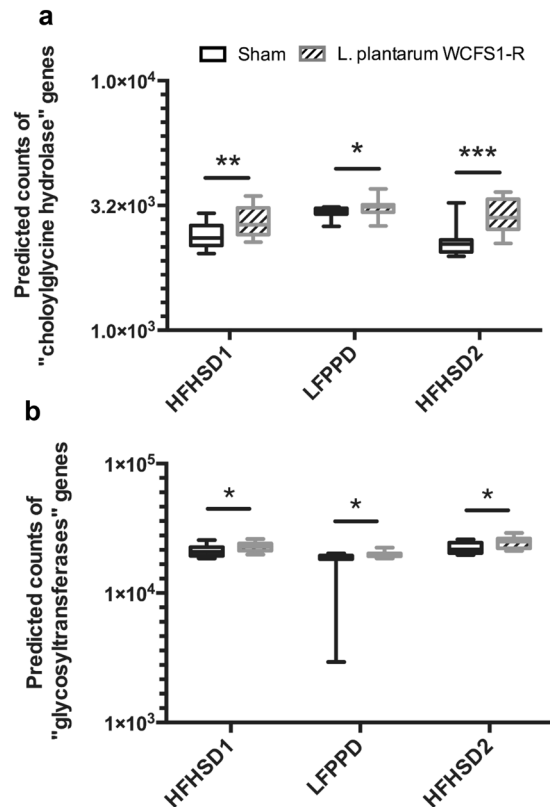 a
Sham
L. plantarum WCFS1-R
Predicted counts of
"choloylglycine hydrolase" genes
1.0×10⁴
3.2×10³
1.0×10³
**
*
***
HFHSD1
LFPPD
HFHSD2
b
Predicted counts of
"glycosyltransferases" genes
1×10⁵
1×10⁴
1×10³
*
*
*
HFHSD1
LFPPD
HFHSD2